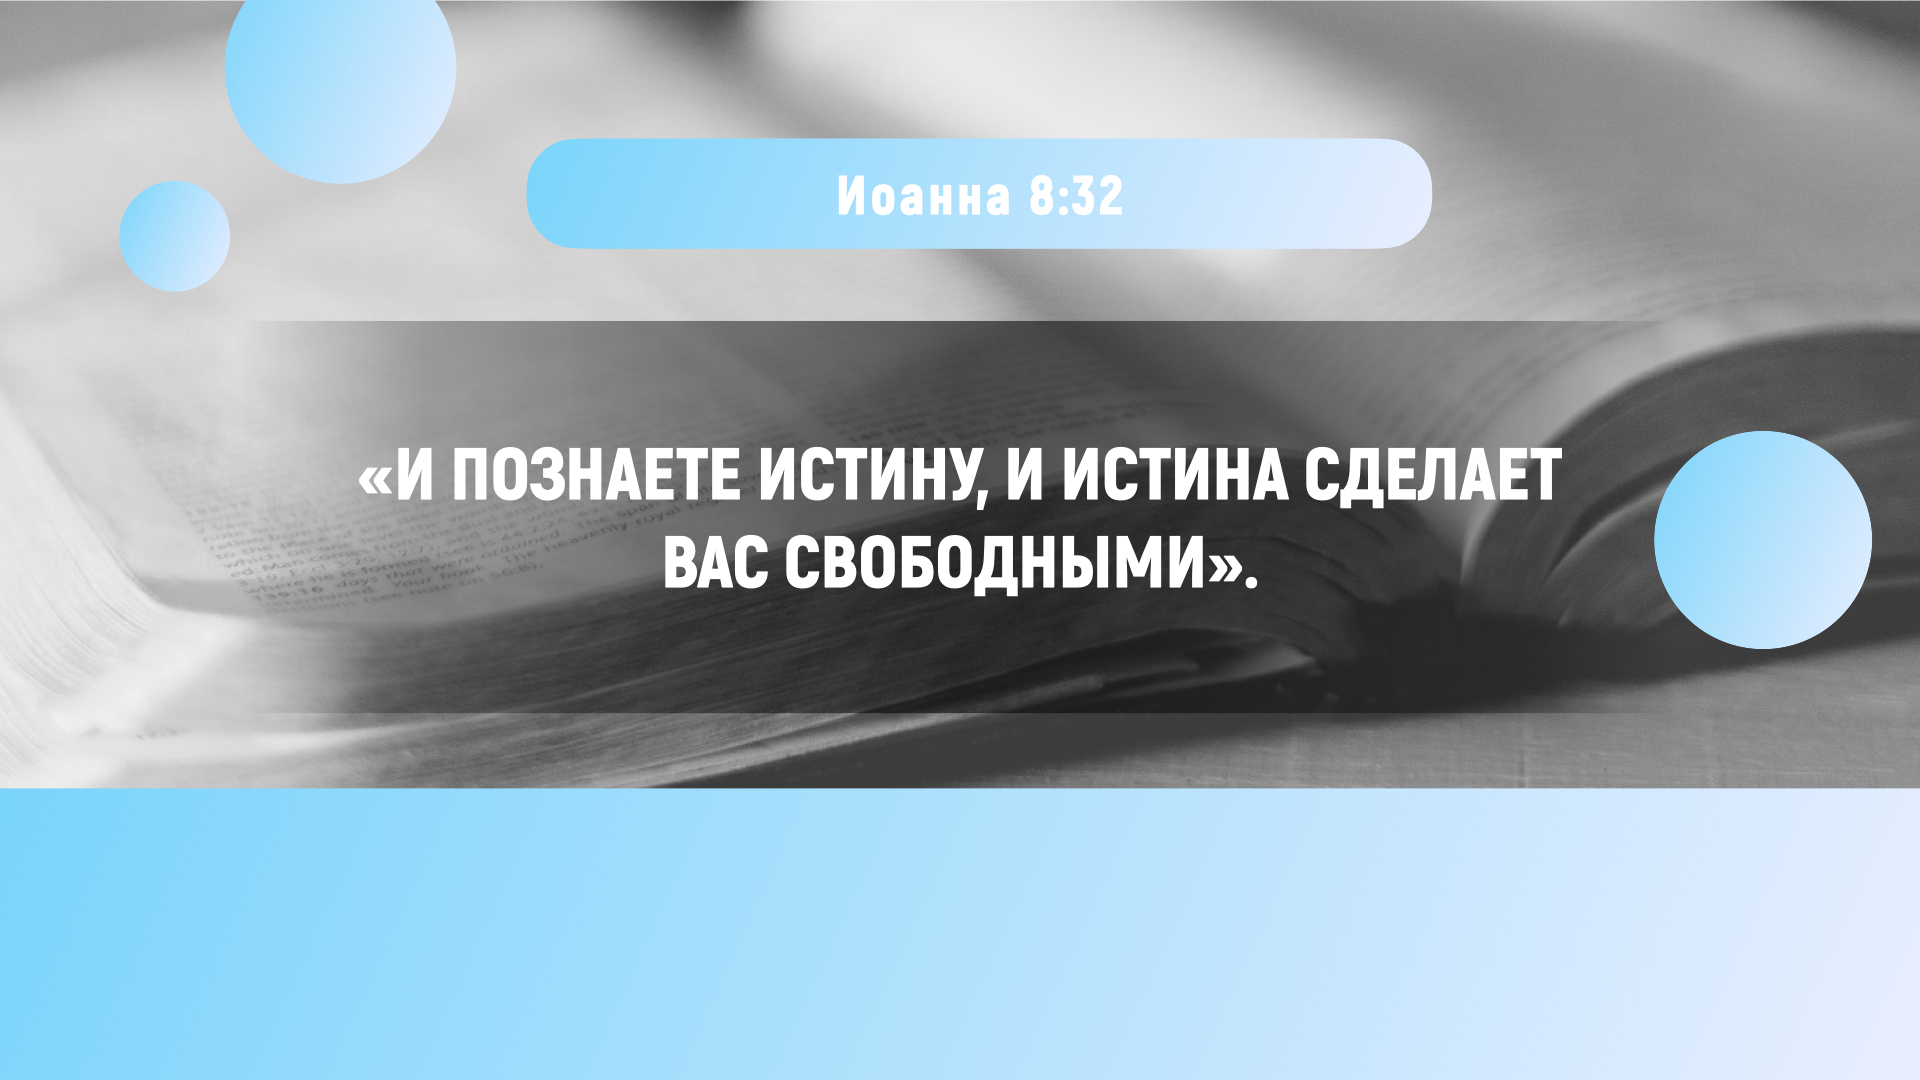 Иоанна 8:32
«И ПОЗНАЕТЕ ИСТИНУ, И ИСТИНА СДЕЛАЕТ
ВАС СВОБОДНЫМИ».